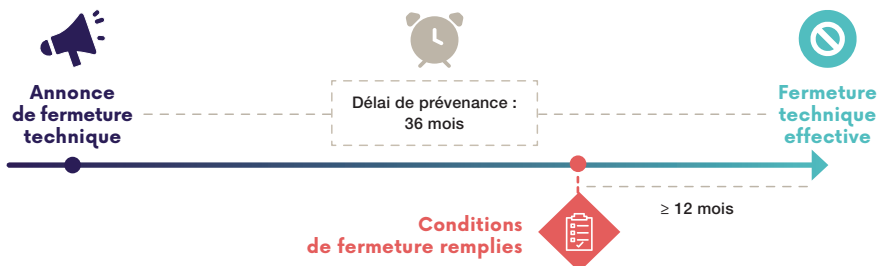 Annonce
de fermeture
technique
Délai de prévenance :
36 mois
Fermeture
technique
effective
≥ 12 mois
Conditions
de fermeture remplies